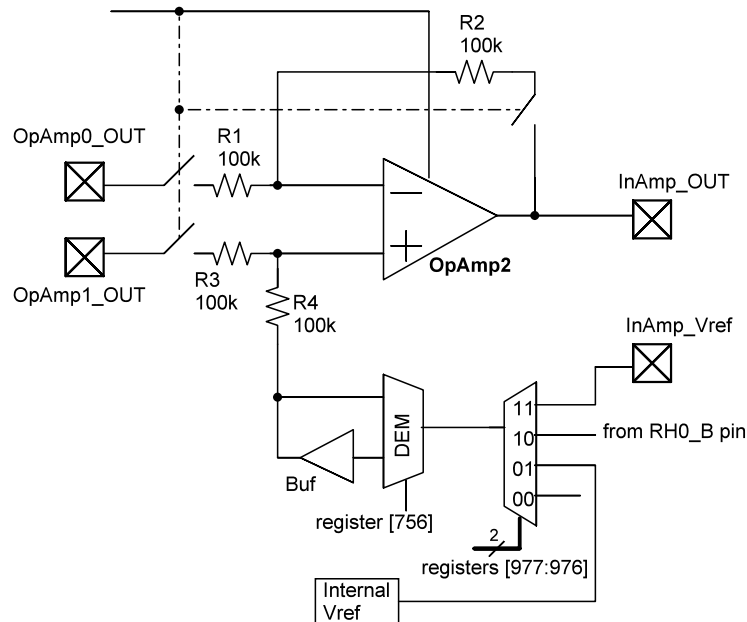 R2
100k
OpAmp0_OUT
R1
100k
InAmp_OUT
OpAmp1_OUT
R3
100k
OpAmp2
R4
100k
InAmp_Vref
DEM
11
10
01
00
from RH0_B pin
Buf
register [756]
2
registers [977:976]
Internal
Vref